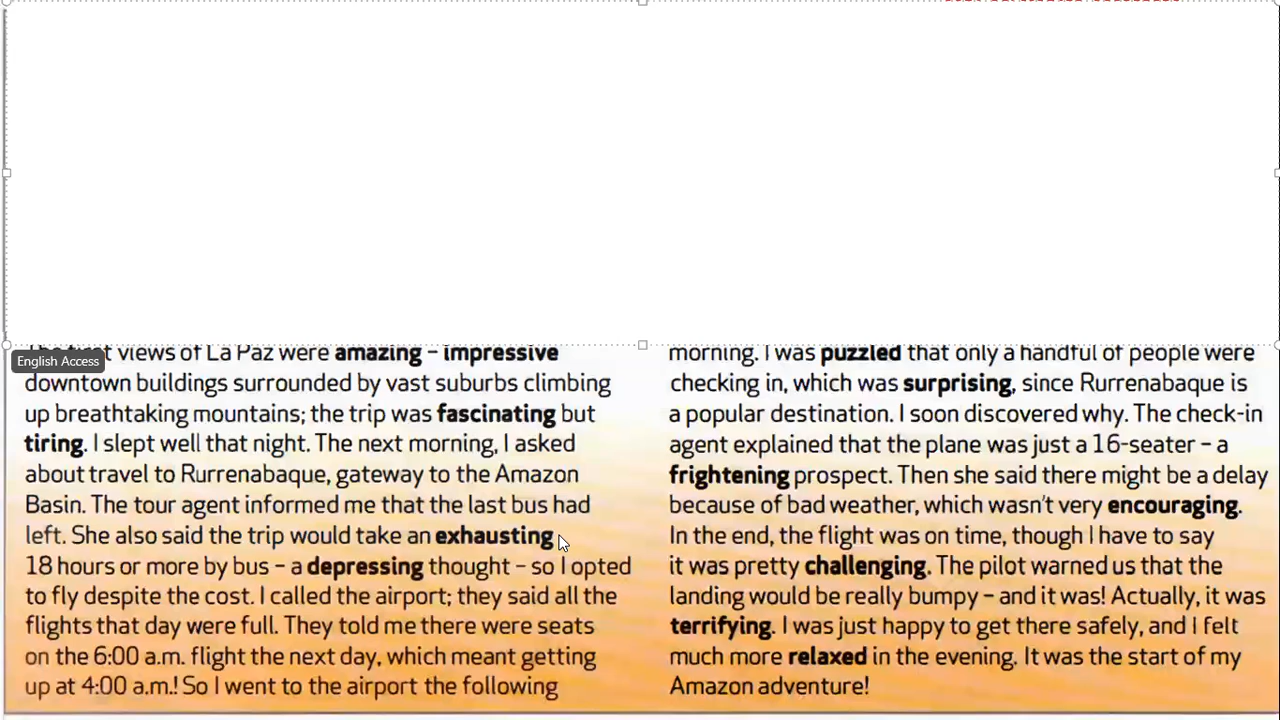 views of La Paz were amazing – impressive
downtown buildings surrounded by vast suburbs climbing
up breathtaking mountains; the trip was fascinating but
tiring. I slept well that night. The next morning, I asked
about travel to Rurrenabaque, gateway to the Amazon
Basin. The tour agent informed me that the last bus had
left. She also said the trip would take an exhausting
18 hours or more by bus – a depressing thought – so I opted
to fly despite the cost. I called the airport; they said all the
flights that day were full. They told me there were seats
on the 6:00 a.m. flight the next day, which meant getting
up at 4:00 a.m.! So I went to the airport the following
English Access
morning. I was puzzled that only a handful of people were
checking in, which was surprising, since Rurrenabaque is
a popular destination. I soon discovered why. The check-in
agent explained that the plane was just a 16-seater – a
frightening prospect. Then she said there might be a delay
because of bad weather, which wasn't very encouraging.
In the end, the flight was on time, though I have to say
it was pretty challenging. The pilot warned us that the
landing would be really bumpy – and it was! Actually, it was
terrifying. I was just happy to get there safely, and I felt
much more relaxed in the evening. It was the start of my
Amazon adventure!